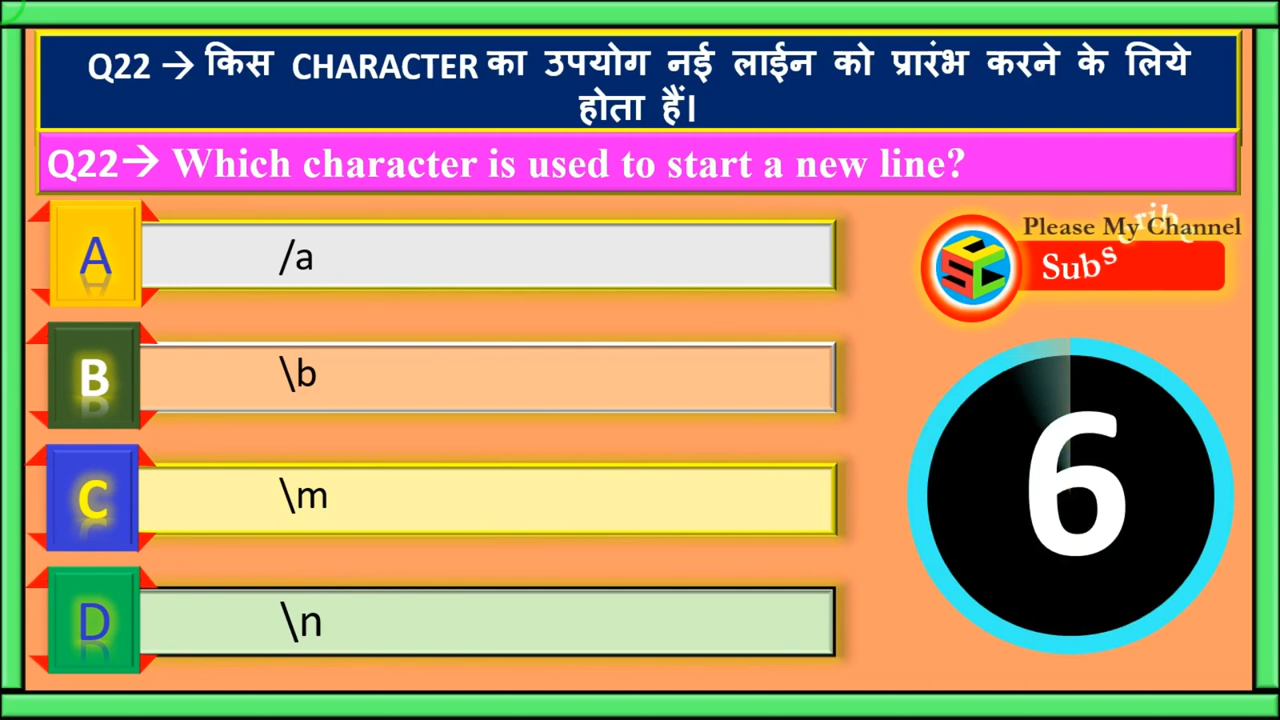 Q22 → किस CHARACTER का उपयोग नई लाईन को प्रारंभ करने के लिये
होता हैं।
Q22→ Which character is used to start a new line?
A /a
Please My Channel
Subscribe
B \b
6
C \m
D \n